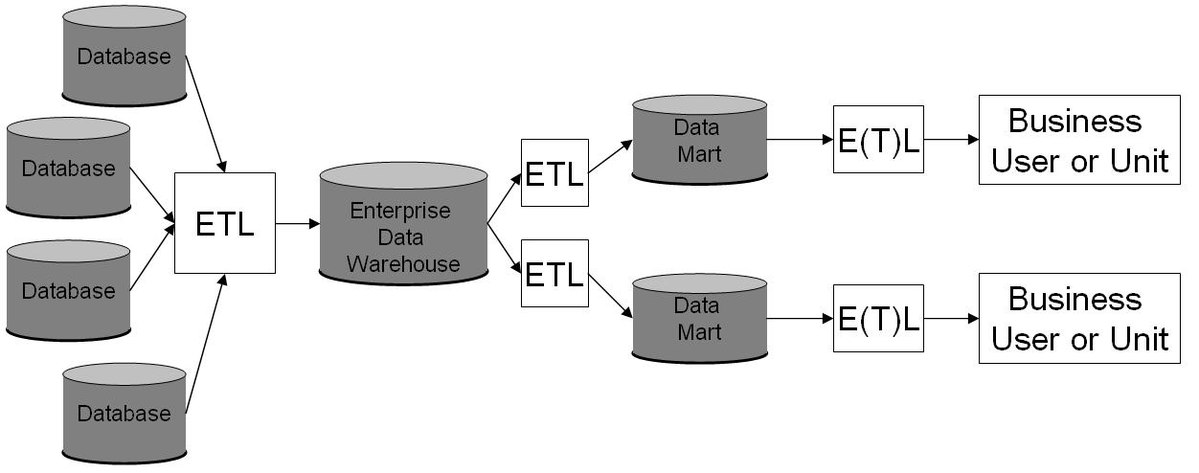 Database
Database
Database
Database
ETL
Enterprise
Data
Warehouse
ETL
ETL
Data
Mart
E(T)L
Business
User or Unit
Data
Mart
E(T)L
Business
User or Unit